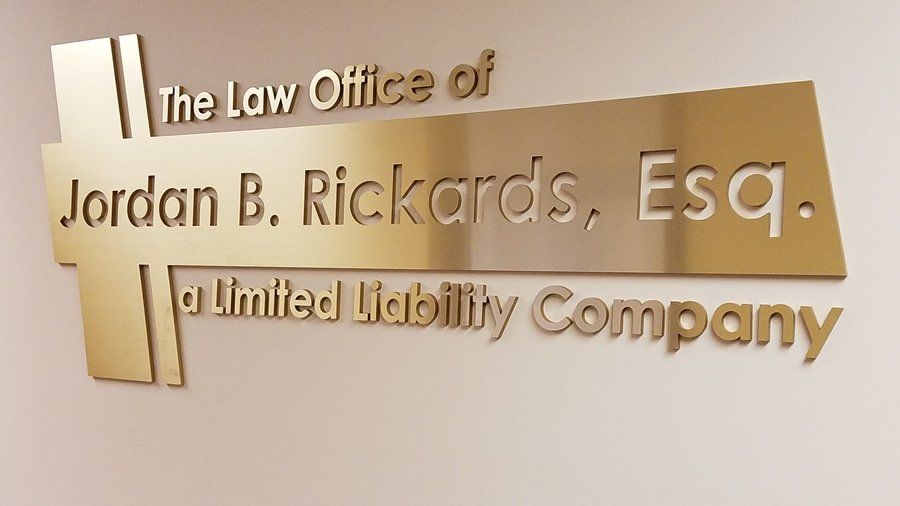 The Law Office of
Jordan B. Rickards, Esq.
a Limited Liability Company